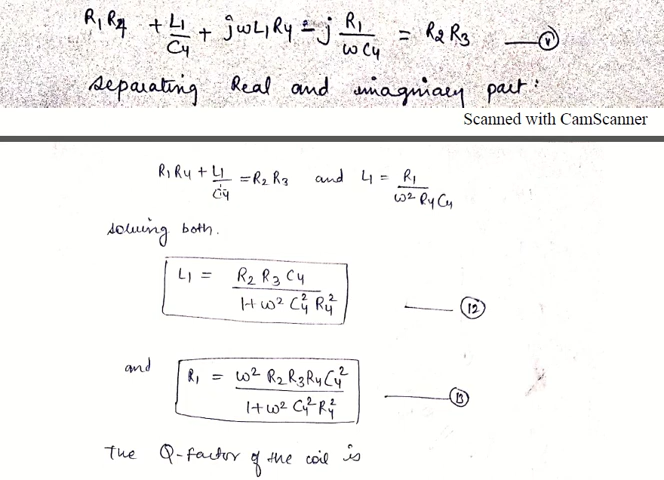 R₁R₄ + L₁/C₄ + jωL₁R₄ - j R₁/ωC₄ = R₂R₃
separating Real and imaginary part:
Scanned with CamScanner
R₁R₄ + L₁/C₄ = R₂R₃ and L₁ = R₁/ω²R₄C₄
solving both.
L₁ = R₂R₃C₄/1+ω²C₄²R₄² (12)
and
R₁ = ω²R₂R₃R₄C₄²/1+ω²C₄²R₄² (13)
The Q-factor of the coil is